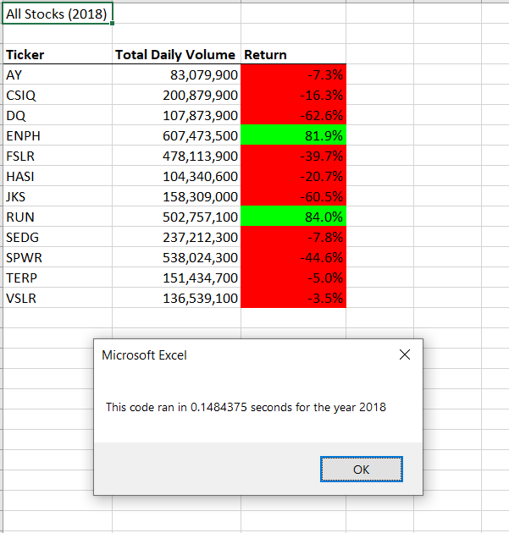 All Stocks (2018)
Ticker Total Daily Volume Return
AY 83,079,900 -7.3%
CSIQ 200,879,900 -16.3%
DQ 107,873,900 -62.6%
ENPH 607,473,500 81.9%
FSLR 478,113,900 -39.7%
HASI 104,340,600 -20.7%
JKS 158,309,000 -60.5%
RUN 502,757,100 84.0%
SEDG 237,212,300 -7.8%
SPWR 538,024,300 -44.6%
TERP 151,434,700 -5.0%
VSLR 136,539,100 -3.5%
Microsoft Excel
This code ran in 0.1484375 seconds for the year 2018
OK